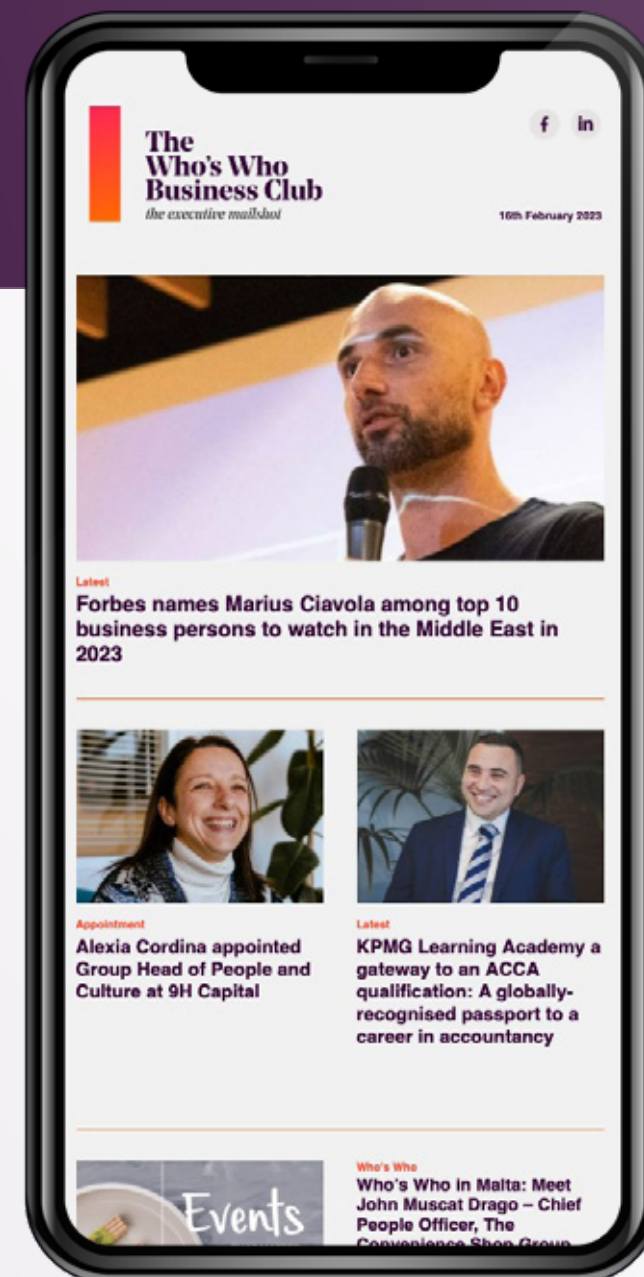 The
Who's Who
Business Club
the executive mailshot
f in
16th February 2023
Latest
Forbes names Marius Ciavola among top 10
business persons to watch in the Middle East in
2023
Appointment
Alexia Cordina appointed
Group Head of People and
Culture at 9H Capital
Latest
KPMG Learning Academy a
gateway to an ACCA
qualification: A globally-
recognised passport to a
career in accountancy
Events
Who's Who
Who's Who in Malta: Meet
John Muscat Drago – Chief
People Officer, The
Convenience Shop Group